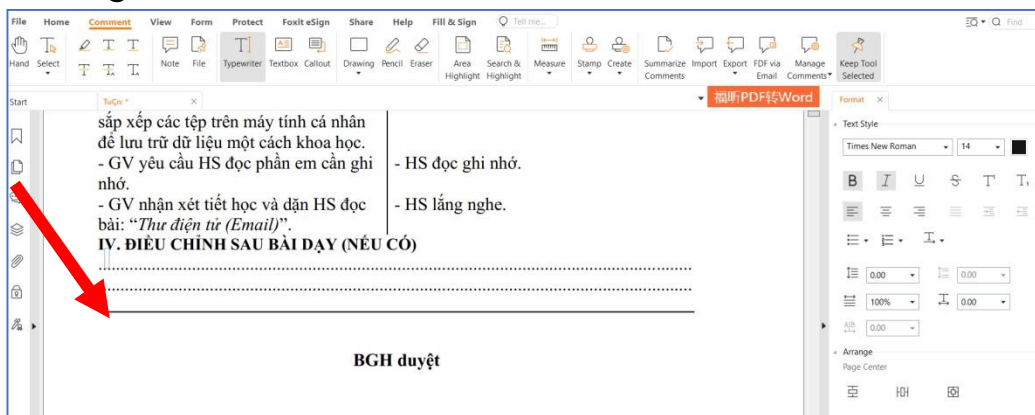 File Home Comment View Form Protect Foxit eSign Share Help Fill & Sign Tell me... Find
Hand Select Note File Typewriter Textbox Callout Drawing Pencil Eraser Area Highlight Search & Highlight Measure Stamp Create Summarize Comments Import Export FDF via Email Manage Comments Keep Tool Selected
Start
福昕PDF转Word
Format
sắp xếp các tệp trên máy tính cá nhân
để lưu trữ dữ liệu một cách khoa học.
- GV yêu cầu HS đọc phần em cần ghi
nhớ.
- HS đọc ghi nhớ.
- GV nhận xét tiết học và dặn HS đọc
bài: “Thư điện tử (Email)”.
- HS lắng nghe.
IV. ĐIỀU CHỈNH SAU BÀI DẠY (NẾU CÓ)
BGH duyệt
Text Style
Times New Roman 14
B I U S T T
0.00 0.00
100% 0.00
0.00
Arrange
Page Center